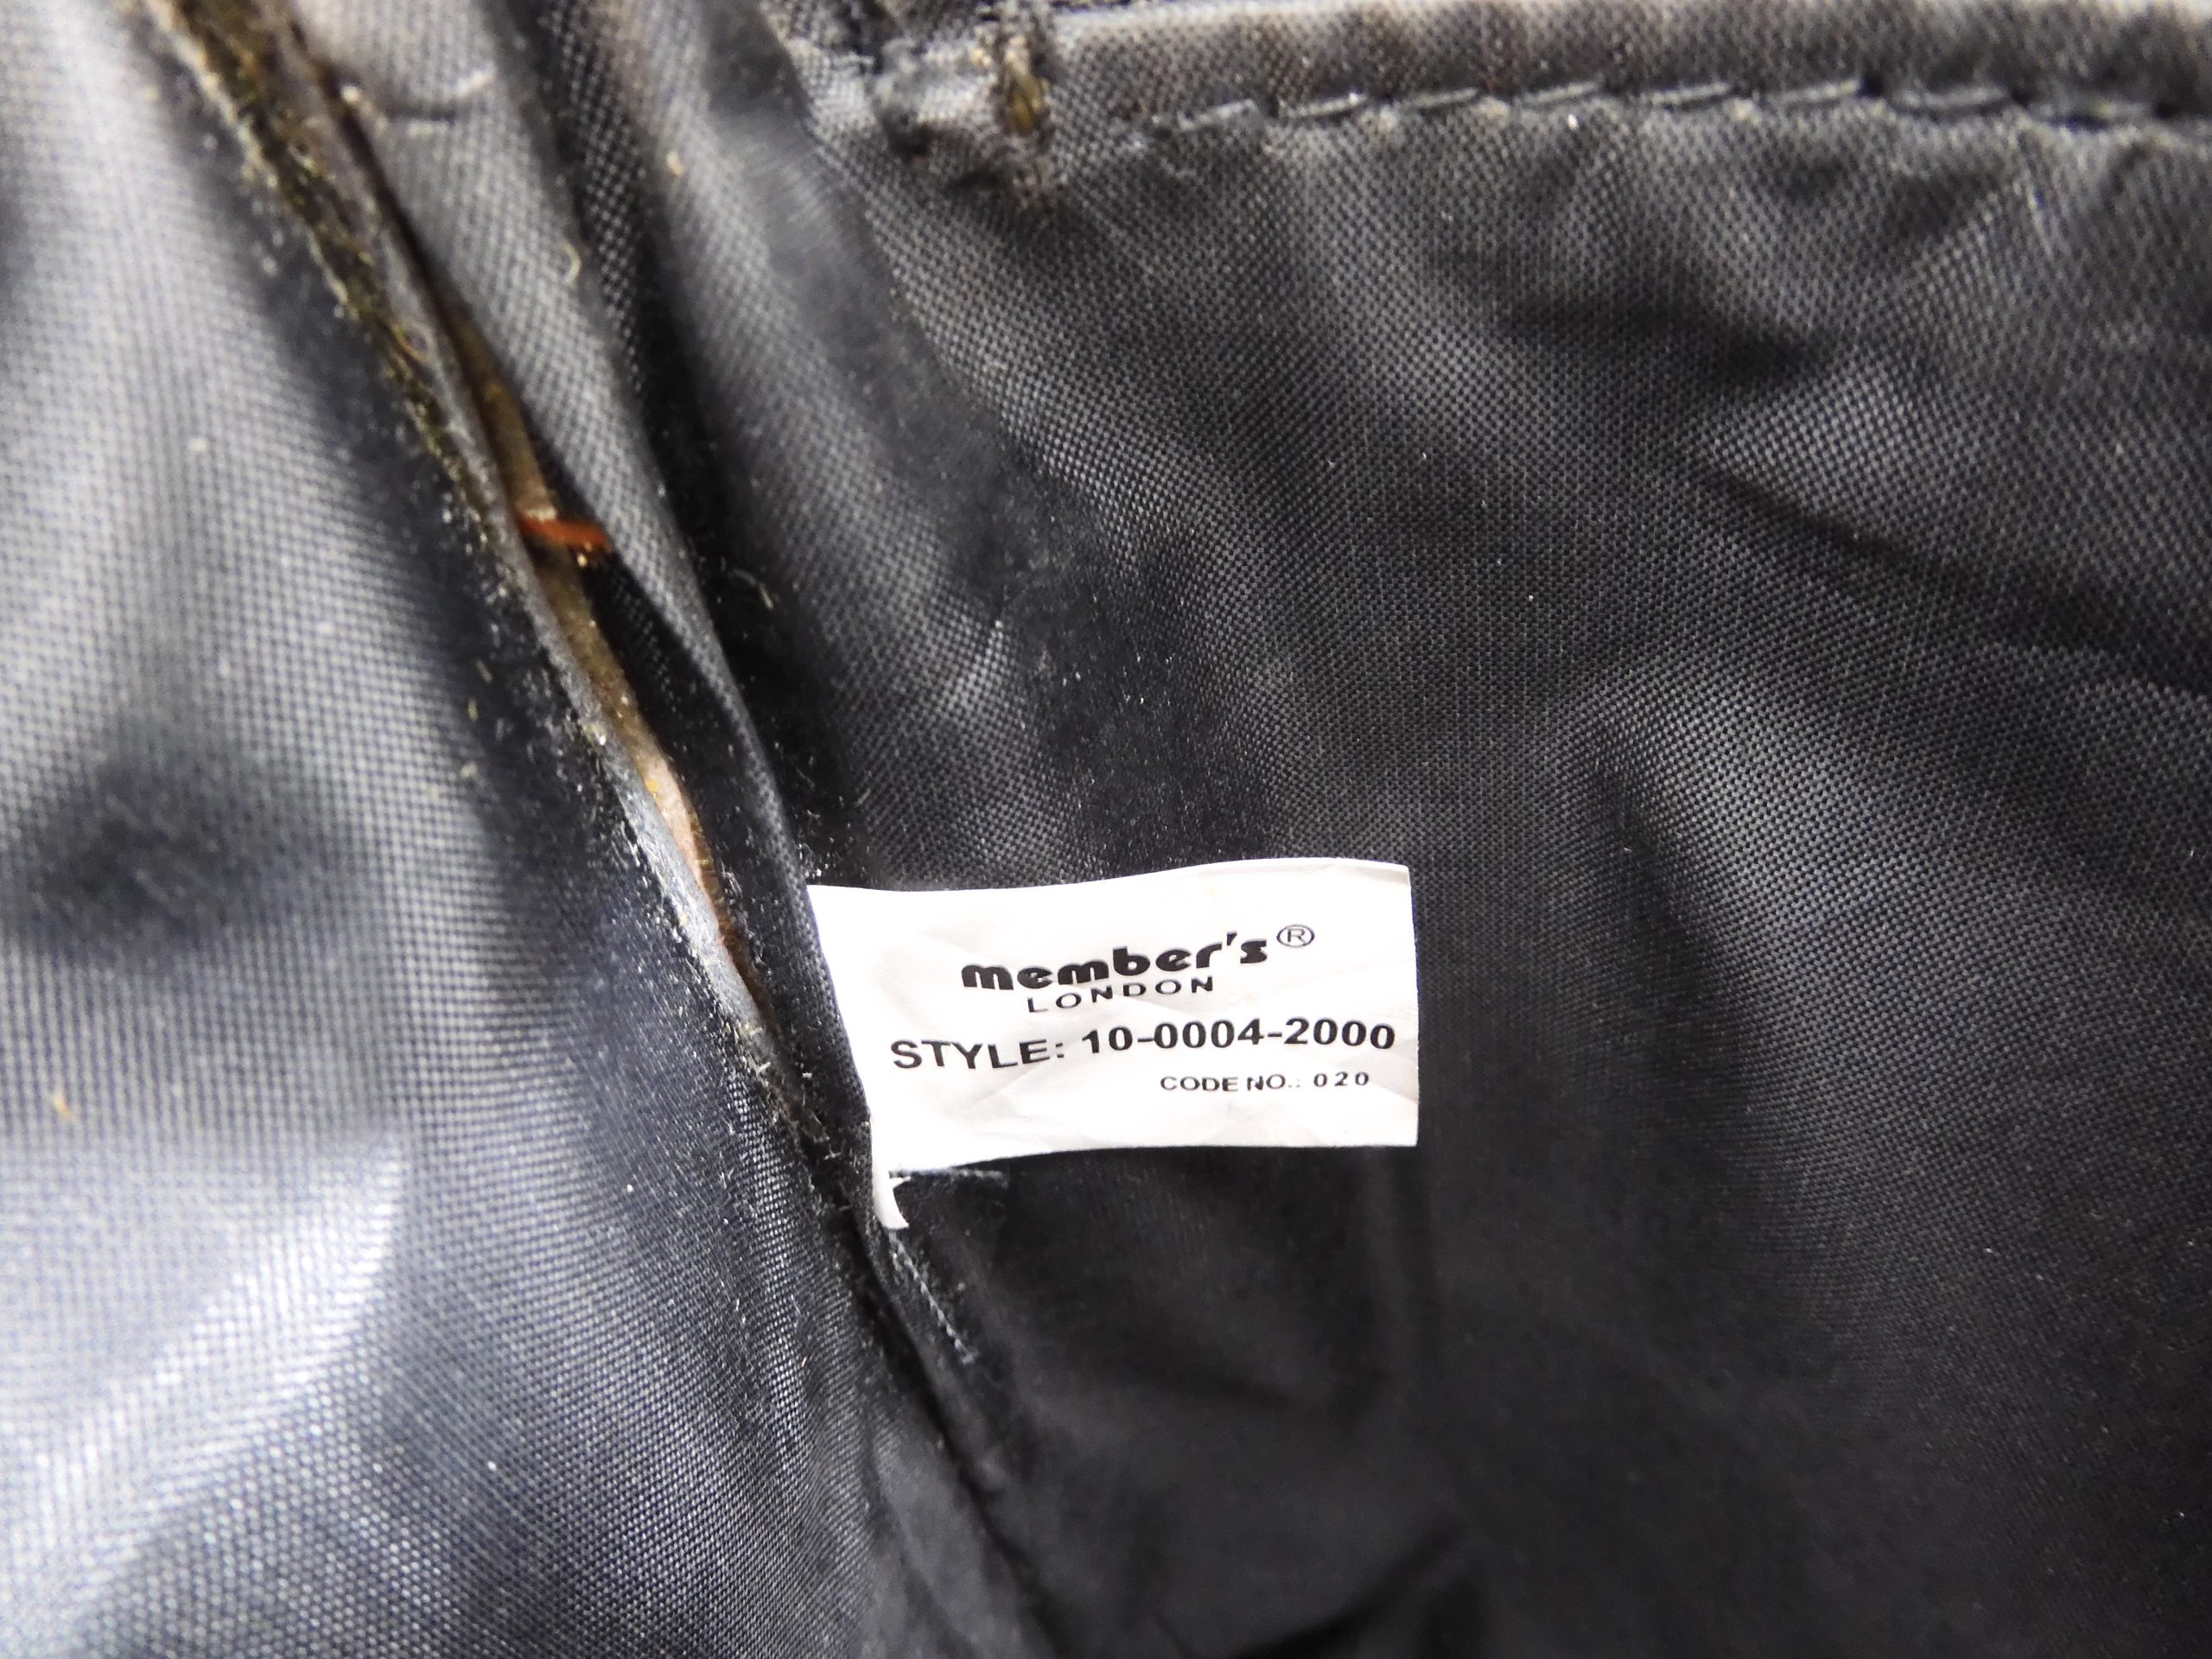 member's®
LONDON
STYLE: 10-0004-2000
CODE NO.: 020